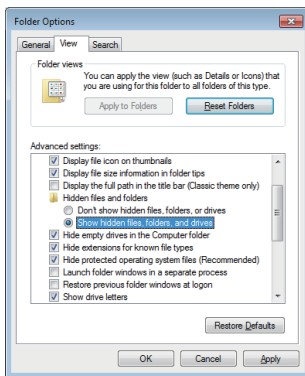 Folder Options
General
View
Search
Folder views
You can apply the view (such as Details or Icons) that
you are using for this folder to all folders of this type.
Apply to Folders
Reset Folders
Advanced settings:
Display file icon on thumbnails
Display file size information in folder tips
Display the full path in the title bar (Classic theme only)
Hidden files and folders
Don't show hidden files, folders, or drives
Show hidden files, folders, and drives
Hide empty drives in the Computer folder
Hide extensions for known file types
Hide protected operating system files (Recommended)
Launch folder windows in a separate process
Restore previous folder windows at logon
Show drive letters
Restore Defaults
OK
Cancel
Apply